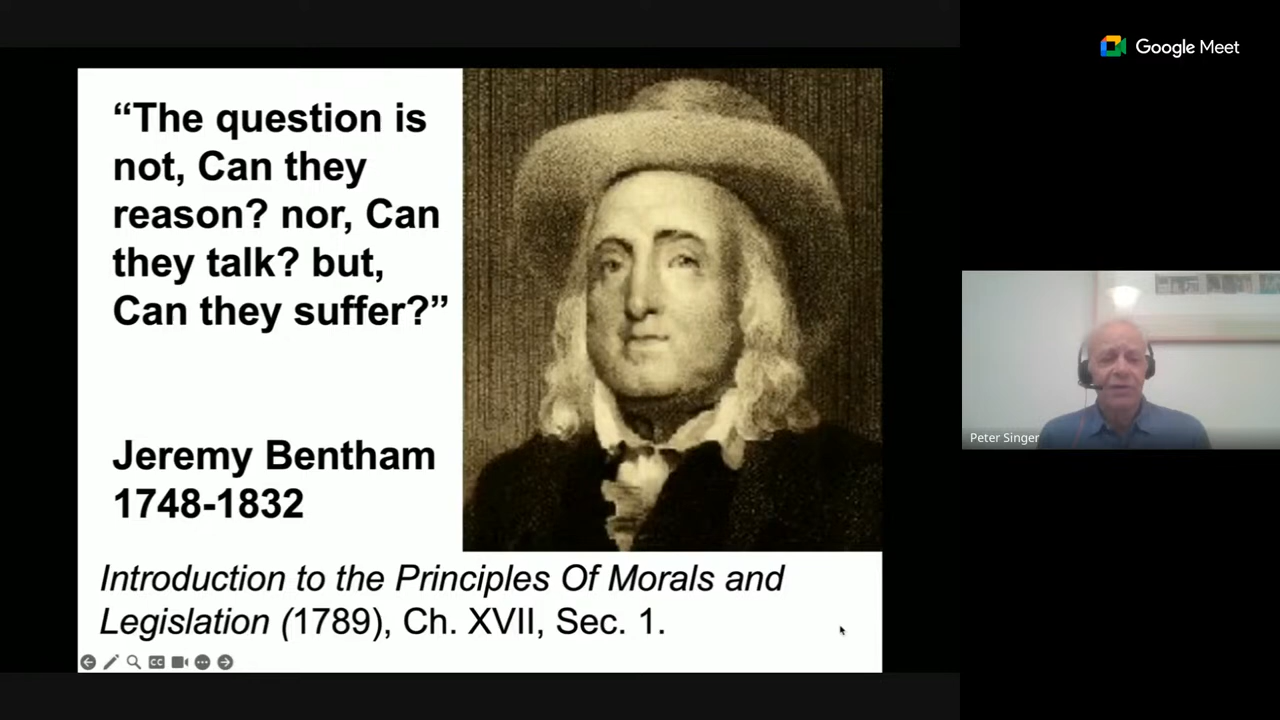 “The question is
not, Can they
reason? nor, Can
they talk? but,
Can they suffer?”
Jeremy Bentham
1748-1832
Introduction to the Principles Of Morals and
Legislation (1789), Ch. XVII, Sec. 1.
CC
Google Meet
Peter Singer